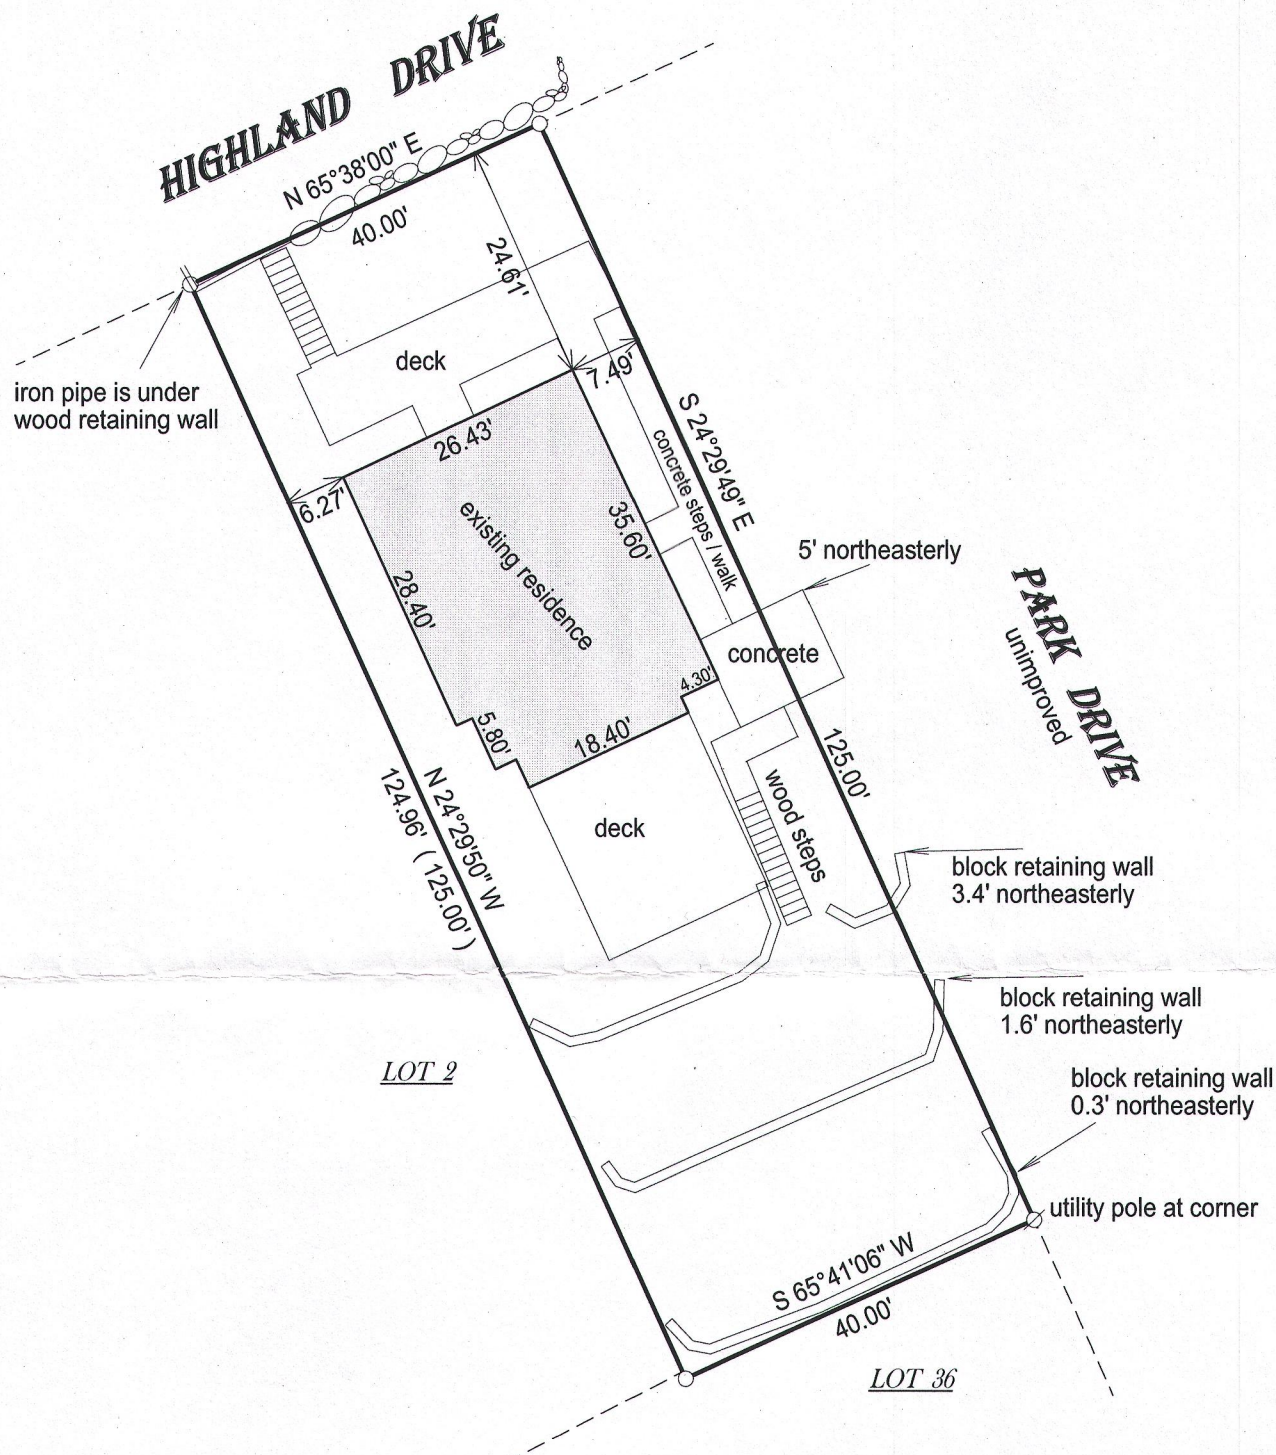 HIGHLAND DRIVE
N 65°38'00" E
40.00'
24.61'
deck
iron pipe is under
wood retaining wall
7.49'
S 24°29'49" E
26.43'
concrete steps / walk
6.27'
existing residence
35.60'
5' northeasterly
28.40'
PARK DRIVE
unimproved
concrete
4.30'
5.80'
18.40'
125.00'
N 24°29'50" W
124.96' ( 125.00' )
wood steps
deck
block retaining wall
3.4' northeasterly
block retaining wall
1.6' northeasterly
LOT 2
block retaining wall
0.3' northeasterly
utility pole at corner
S 65°41'06" W
40.00'
LOT 36